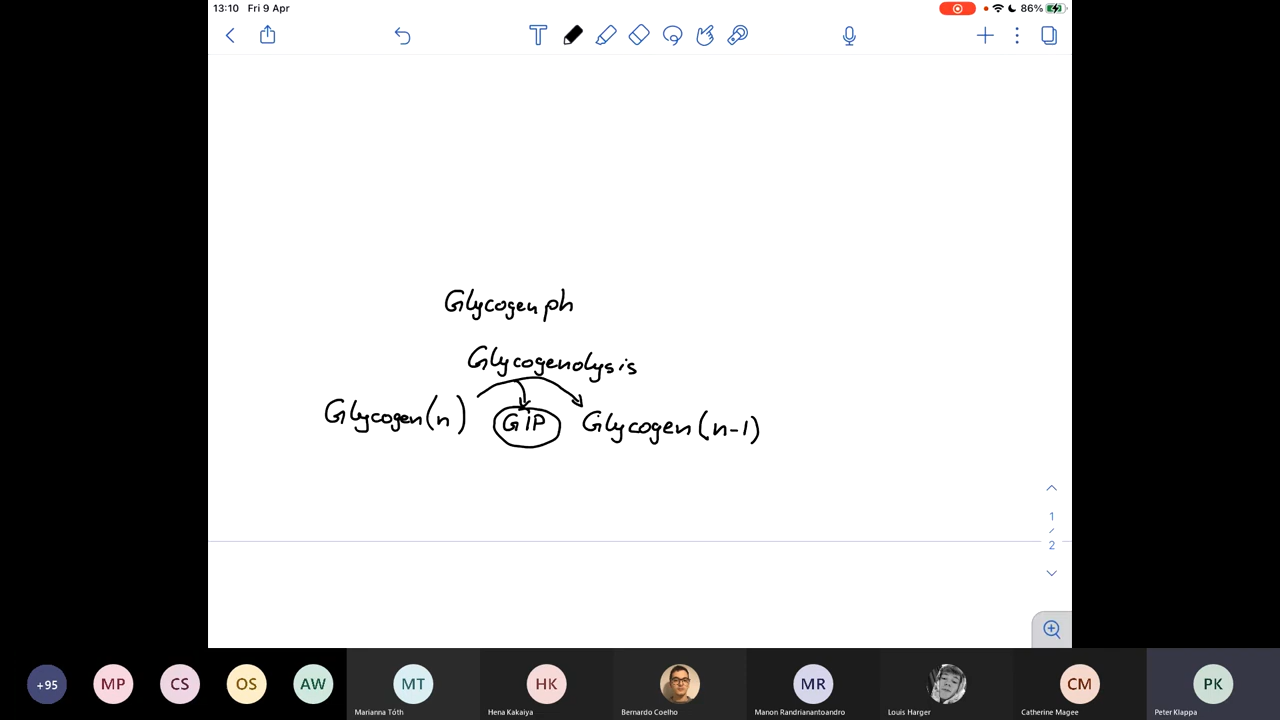 13:10 Fri 9 Apr
86%
T
Glycogen ph
Glycogenolysis
Glycogen(n) G1P Glycogen(n-1)
1
2
+95 MP CS OS AW MT HK MR CM PK
Marianna Tóth Hena Kakaiya Bernardo Coelho Manon Randrianantoandro Louis Harger Catherine Magee Peter Klappa